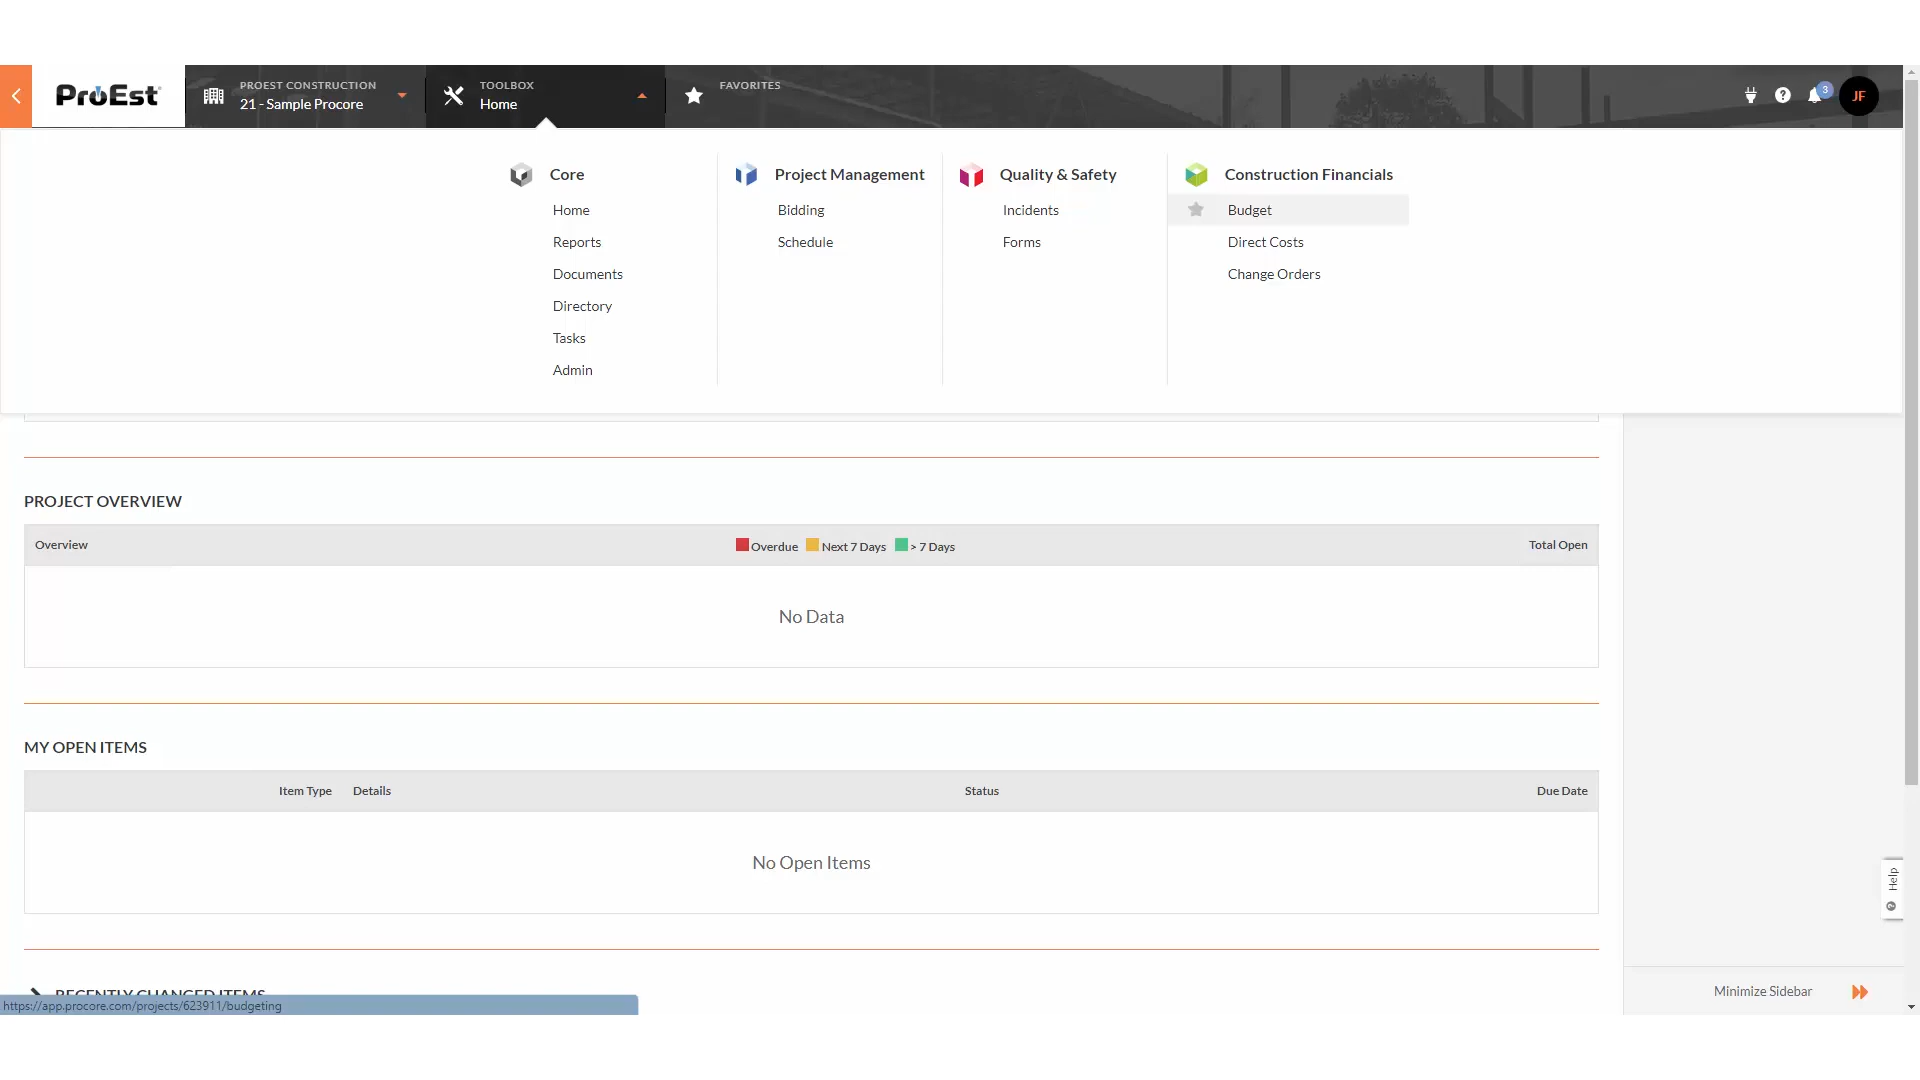 ProEst
PROEST CONSTRUCTION
21 - Sample Procore
TOOLBOX
Home
FAVORITES
3
JF
Core
Home
Reports
Documents
Directory
Tasks
Admin
Project Management
Bidding
Schedule
Quality & Safety
Incidents
Forms
Construction Financials
Budget
Direct Costs
Change Orders
PROJECT OVERVIEW
Overview Overdue Next 7 Days > 7 Days Total Open
No Data
MY OPEN ITEMS
Item Type Details Status Due Date
No Open Items
Help
RECENTLY CHANGED ITEMS
Minimize Sidebar
https://app.procore.com/projects/623911/budgeting